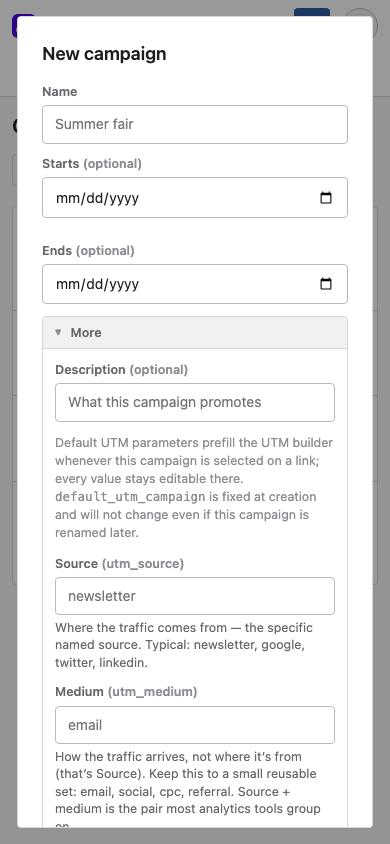 New campaign
Name
Summer fair
Starts (optional)
mm/dd/yyyy
Ends (optional)
mm/dd/yyyy
More
Description (optional)
What this campaign promotes
Default UTM parameters prefill the UTM builder
whenever this campaign is selected on a link;
every value stays editable there.
default_utm_campaign is fixed at creation
and will not change even if this campaign is
renamed later.
Source (utm_source)
newsletter
Where the traffic comes from — the specific
named source. Typical: newsletter, google,
twitter, linkedin.
Medium (utm_medium)
email
How the traffic arrives, not where it's from
(that's Source). Keep this to a small reusable
set: email, social, cpc, referral. Source +
medium is the pair most analytics tools group
on.